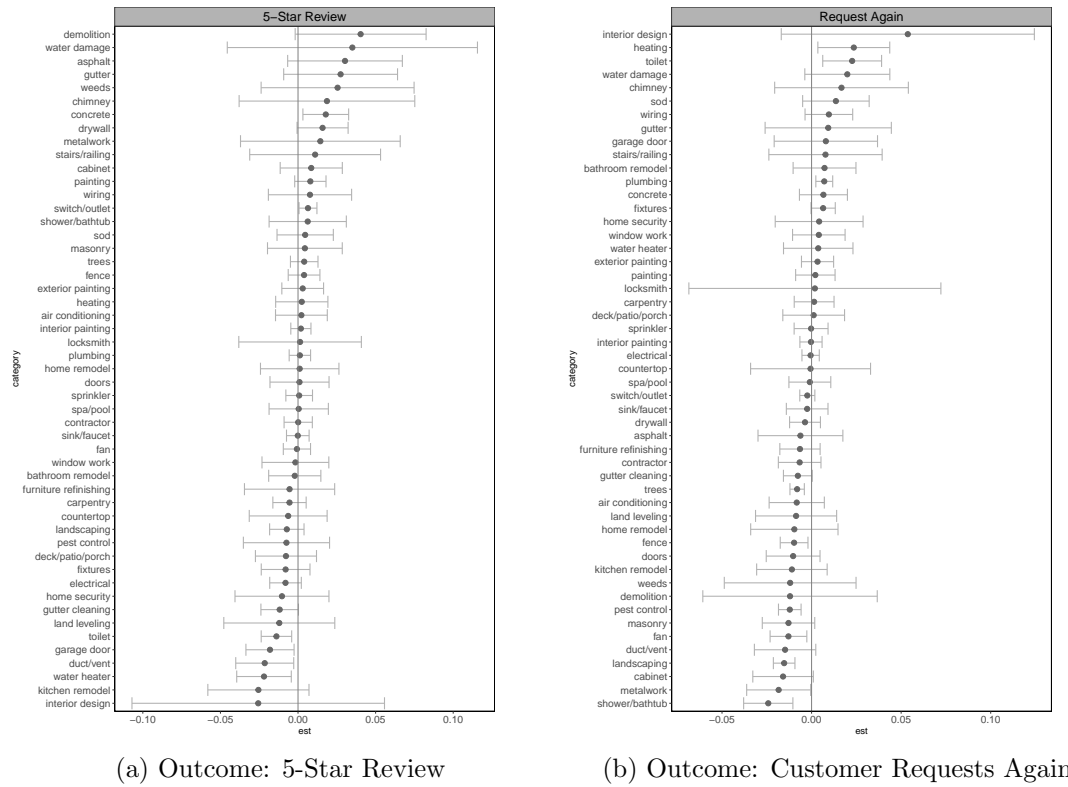 5−Star Review
demolition
water damage
asphalt
gutter
weeds
chimney
concrete
drywall
metalwork
stairs/railing
cabinet
painting
wiring
switch/outlet
shower/bathtub
sod
masonry
trees
fence
exterior painting
heating
air conditioning
interior painting
locksmith
plumbing
home remodel
doors
sprinkler
spa/pool
contractor
sink/faucet
fan
window work
bathroom remodel
furniture refinishing
carpentry
countertop
landscaping
pest control
deck/patio/porch
fixtures
electrical
home security
gutter cleaning
land leveling
toilet
garage door
duct/vent
water heater
kitchen remodel
interior design
category
−0.10 −0.05 0.00 0.05 0.10
est
(a) Outcome: 5-Star Review
Request Again
interior design
heating
toilet
water damage
chimney
sod
wiring
gutter
garage door
stairs/railing
bathroom remodel
plumbing
concrete
fixtures
home security
window work
water heater
exterior painting
painting
locksmith
carpentry
deck/patio/porch
sprinkler
interior painting
electrical
countertop
spa/pool
switch/outlet
sink/faucet
drywall
asphalt
furniture refinishing
contractor
gutter cleaning
trees
air conditioning
land leveling
home remodel
fence
doors
kitchen remodel
weeds
demolition
pest control
masonry
fan
duct/vent
landscaping
cabinet
metalwork
shower/bathtub
category
−0.05 0.00 0.05 0.10
est
(b) Outcome: Customer Requests Again